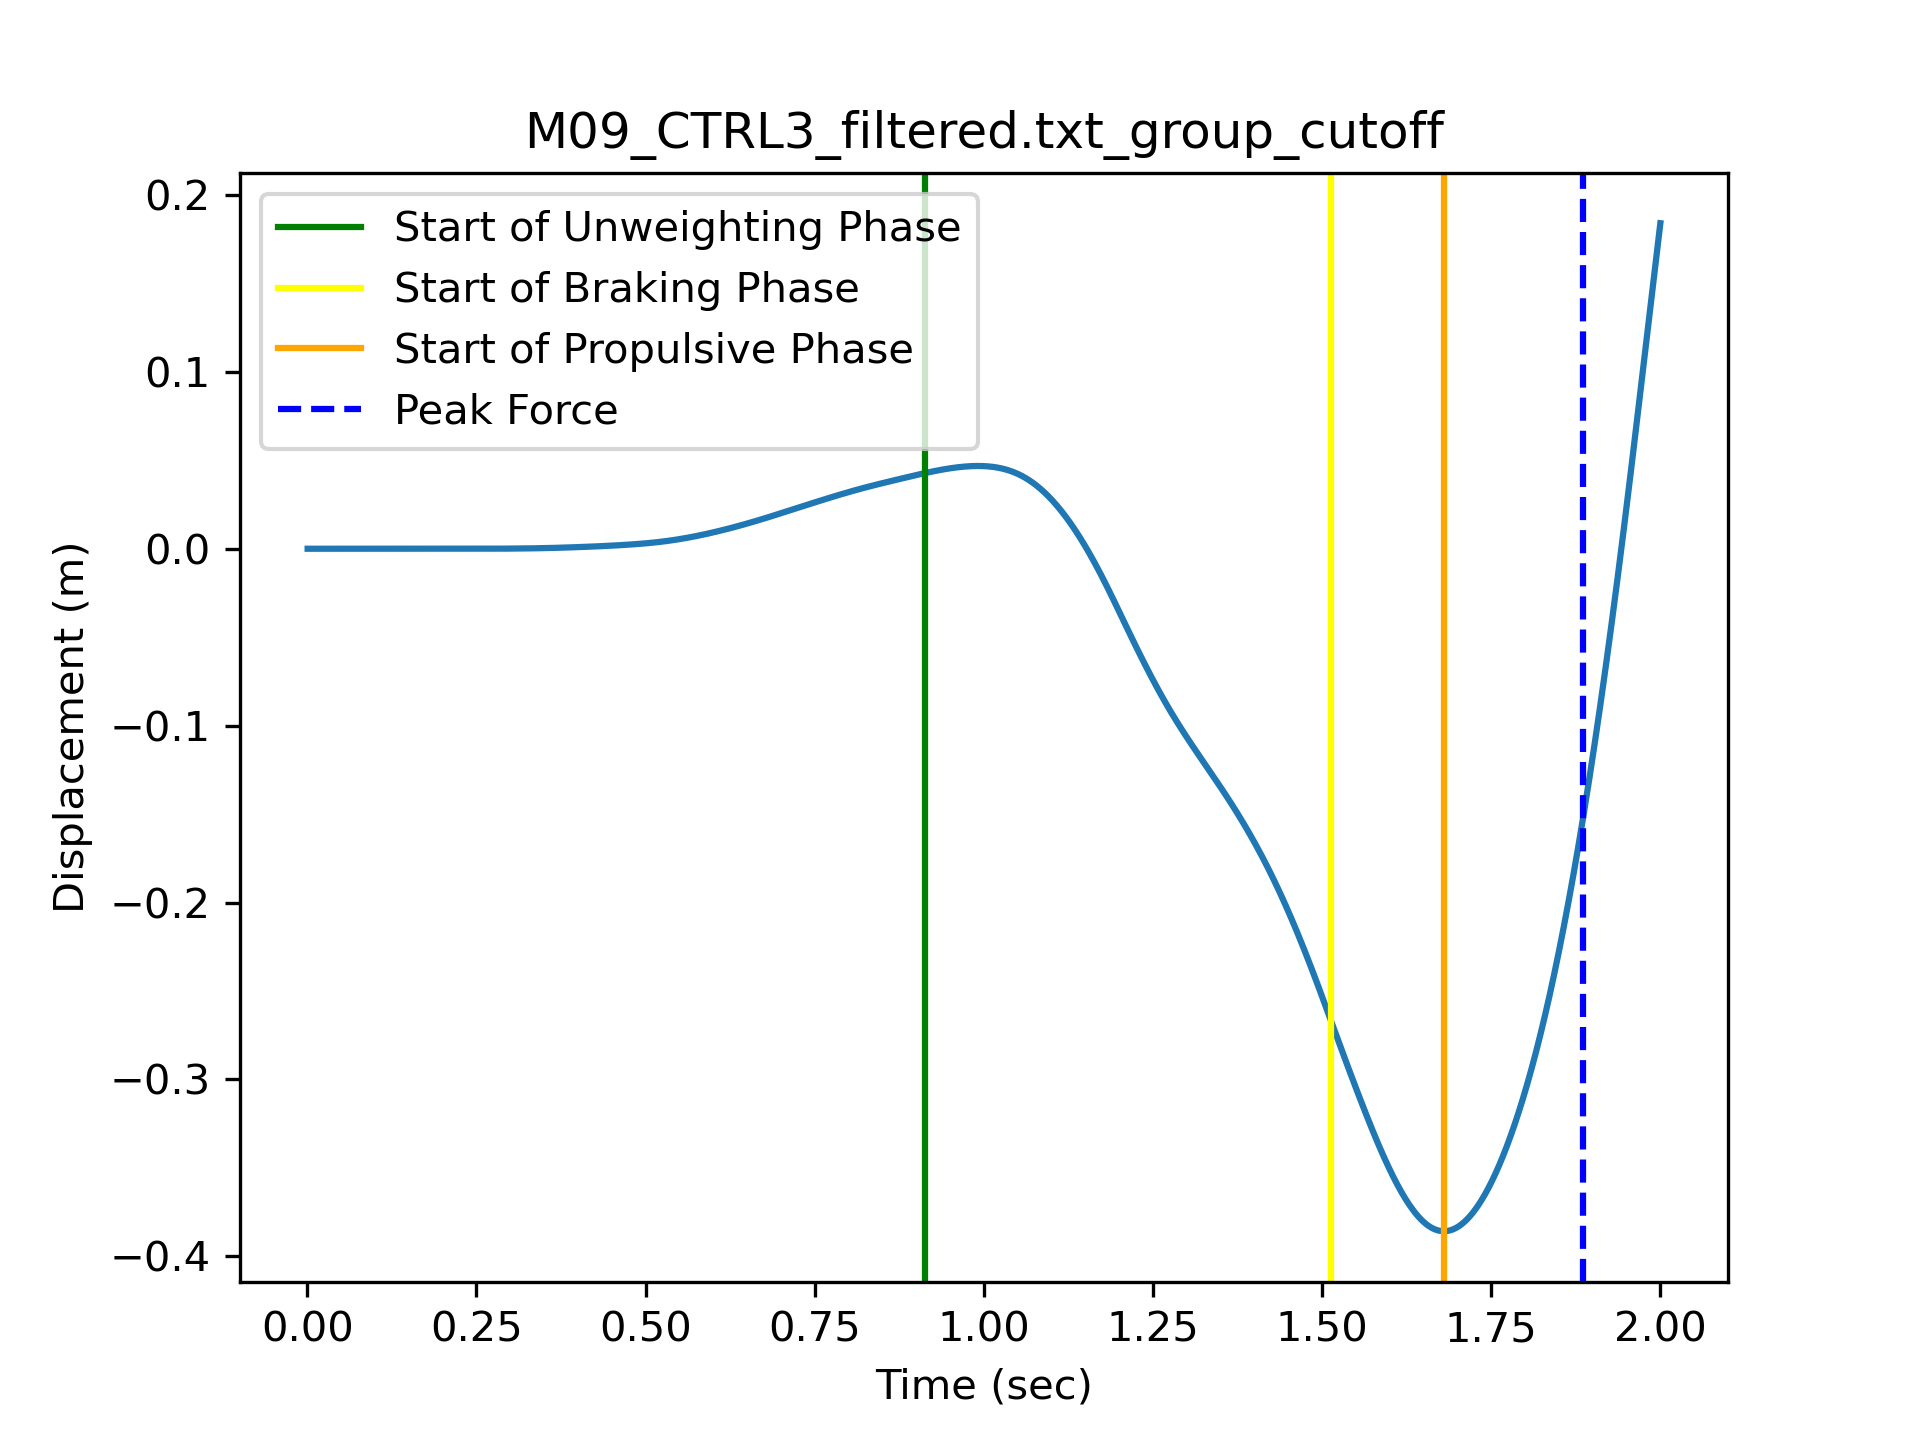 M09_CTRL3_filtered.txt_group_cutoff
Start of Unweighting Phase
Start of Braking Phase
Start of Propulsive Phase
Peak Force
0.2
0.1
0.0
−0.1
−0.2
−0.3
−0.4
Displacement (m)
0.00 0.25 0.50 0.75 1.00 1.25 1.50 1.75 2.00
Time (sec)